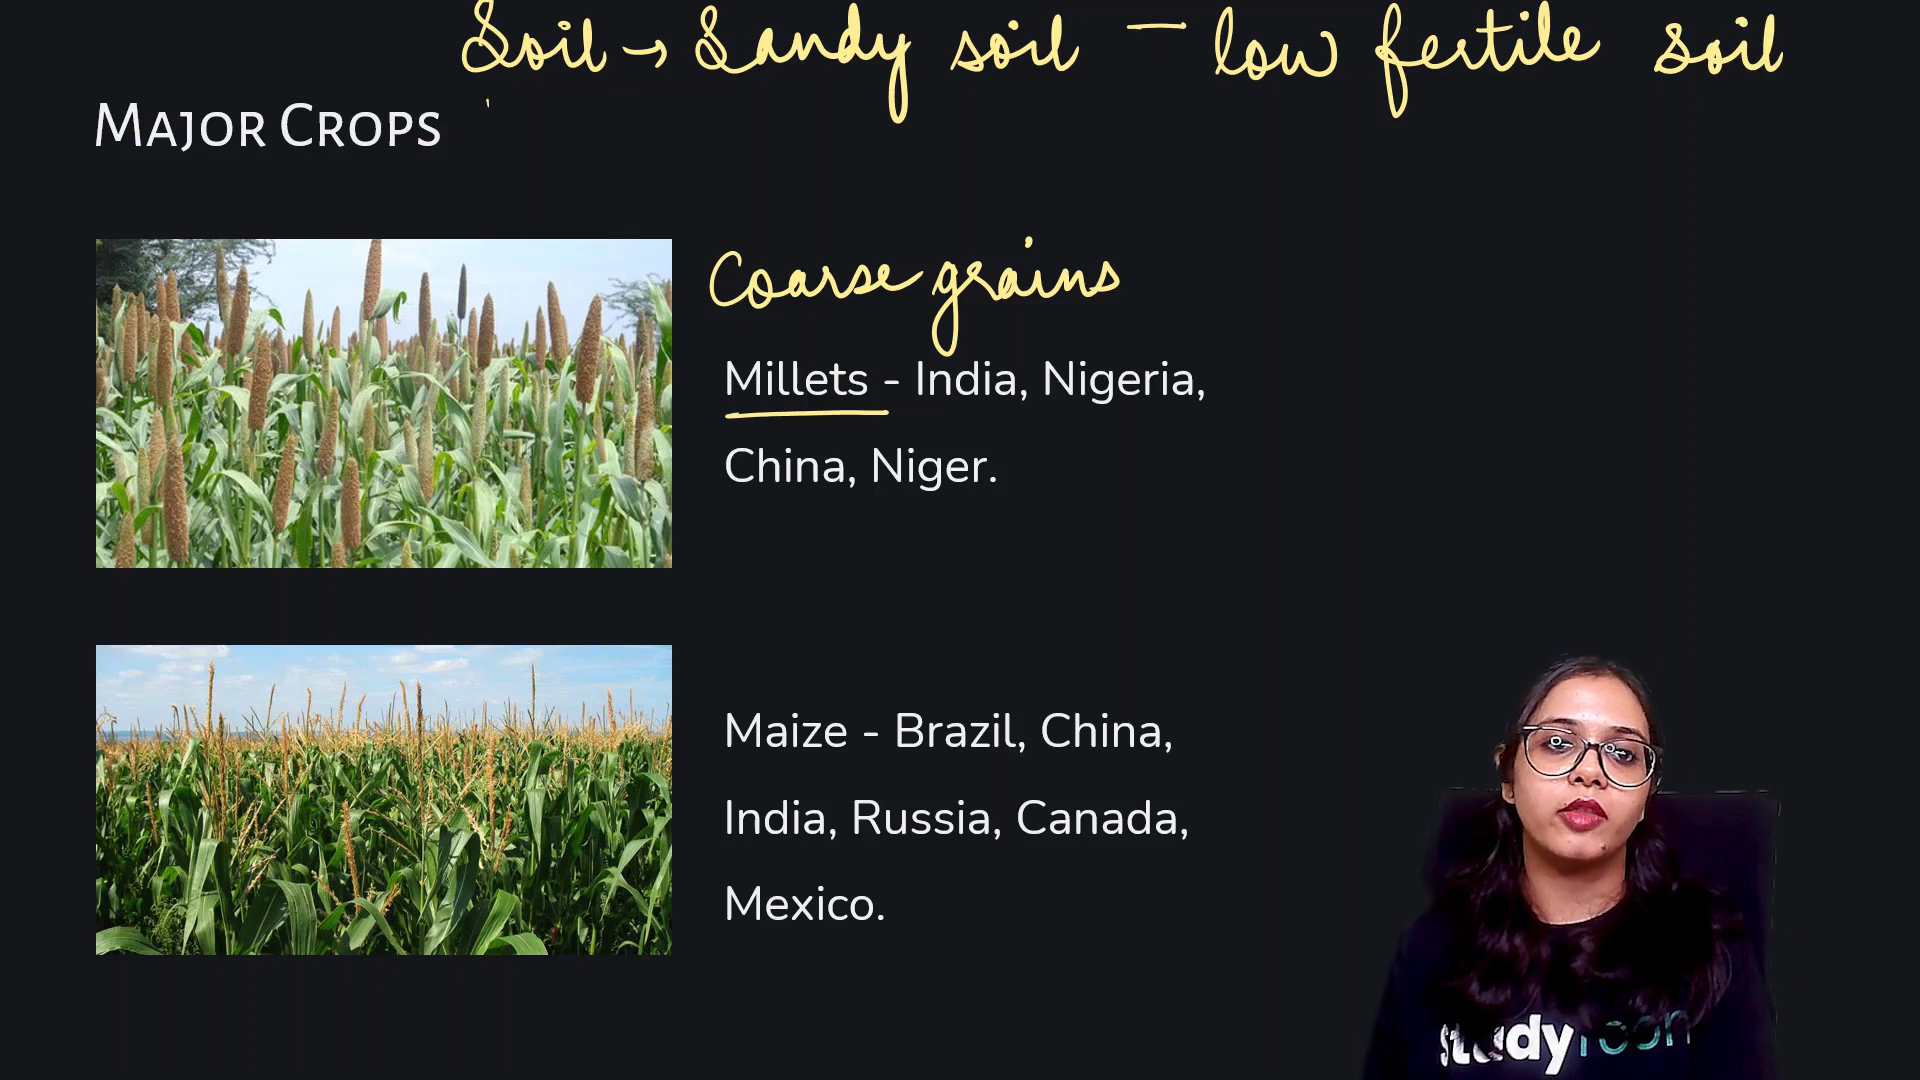 Soil → Sandy soil — low fertile soil
Major Crops
Coarse grains
Millets - India, Nigeria,
China, Niger.
Maize - Brazil, China,
India, Russia, Canada,
Mexico.
studyroom